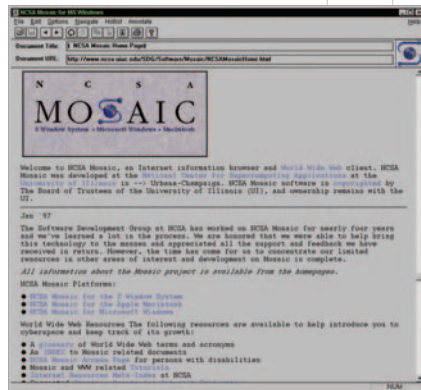 NCSA Mosaic for MS Windows
File Edit Options Navigate Hotlist Annotate
Document Title: NCSA Mosaic Home Page
Document URL: http://www.ncsa.uiuc.edu/SDG/Software/Mosaic/NCSAMosaicHome.html
N C S A
MOSAIC
X Window System • Microsoft Windows • Macintosh
Welcome to NCSA Mosaic, an Internet information browser and World Wide Web client. NCSA
Mosaic was developed at the National Center for Supercomputing Applications at the
University of Illinois in --> Urbana-Champaign. NCSA Mosaic software is copyrighted by
The Board of Trustees of the University of Illinois (UI), and ownership remains with the
UI.
Jan '97
The Software Development Group at NCSA has worked on NCSA Mosaic for nearly four years
and we've learned a lot in the process. We are honored that we were able to help bring
this technology to the masses and appreciated all the support and feedback we have
received in return. However, the time has come for us to concentrate our limited
resources in other areas of interest and development on Mosaic is complete.
All information about the Mosaic project is available from the homepages.
NCSA Mosaic Platforms:
● NCSA Mosaic for the X Window System
● NCSA Mosaic for the Apple Macintosh
● NCSA Mosaic for Microsoft Windows
World Wide Web Resources The following resources are available to help introduce you to
cyberspace and keep track of its growth:
● A glossary of World Wide Web terms and acronyms
● An INDEX to Mosaic related documents
● NCSA Mosaic Access Page for persons with disabilities
● Mosaic and WWW related Tutorials
● Internet Resources Meta-Index at NCSA
NUM